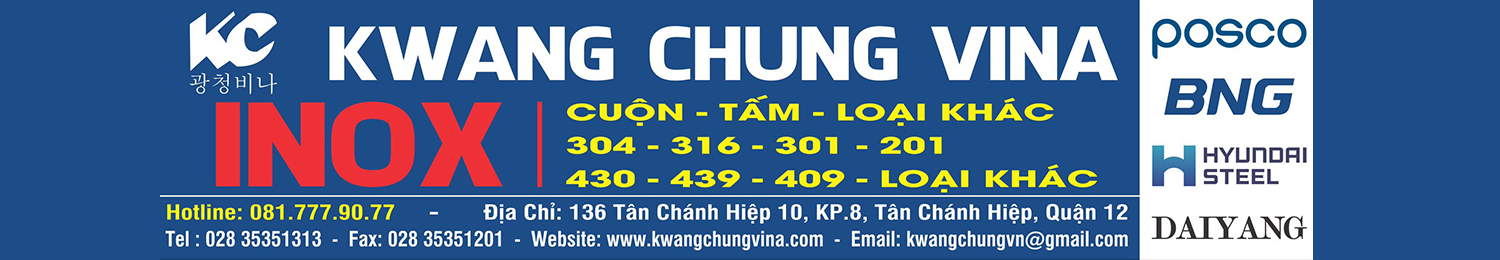 KC
광청비나
KWANG CHUNG VINA
INOX
CUỘN - TẤM - LOẠI KHÁC
304 - 316 - 301 - 201
430 - 439 - 409 - LOẠI KHÁC
Hotline: 081.777.90.77 - Địa Chỉ: 136 Tân Chánh Hiệp 10, KP.8, Tân Chánh Hiệp, Quận 12
Tel : 028 35351313 - Fax: 028 35351201 - Website: www.kwangchungvina.com - Email: kwangchungvn@gmail.com
posco
BNG
HYUNDAI
STEEL
DAIYANG